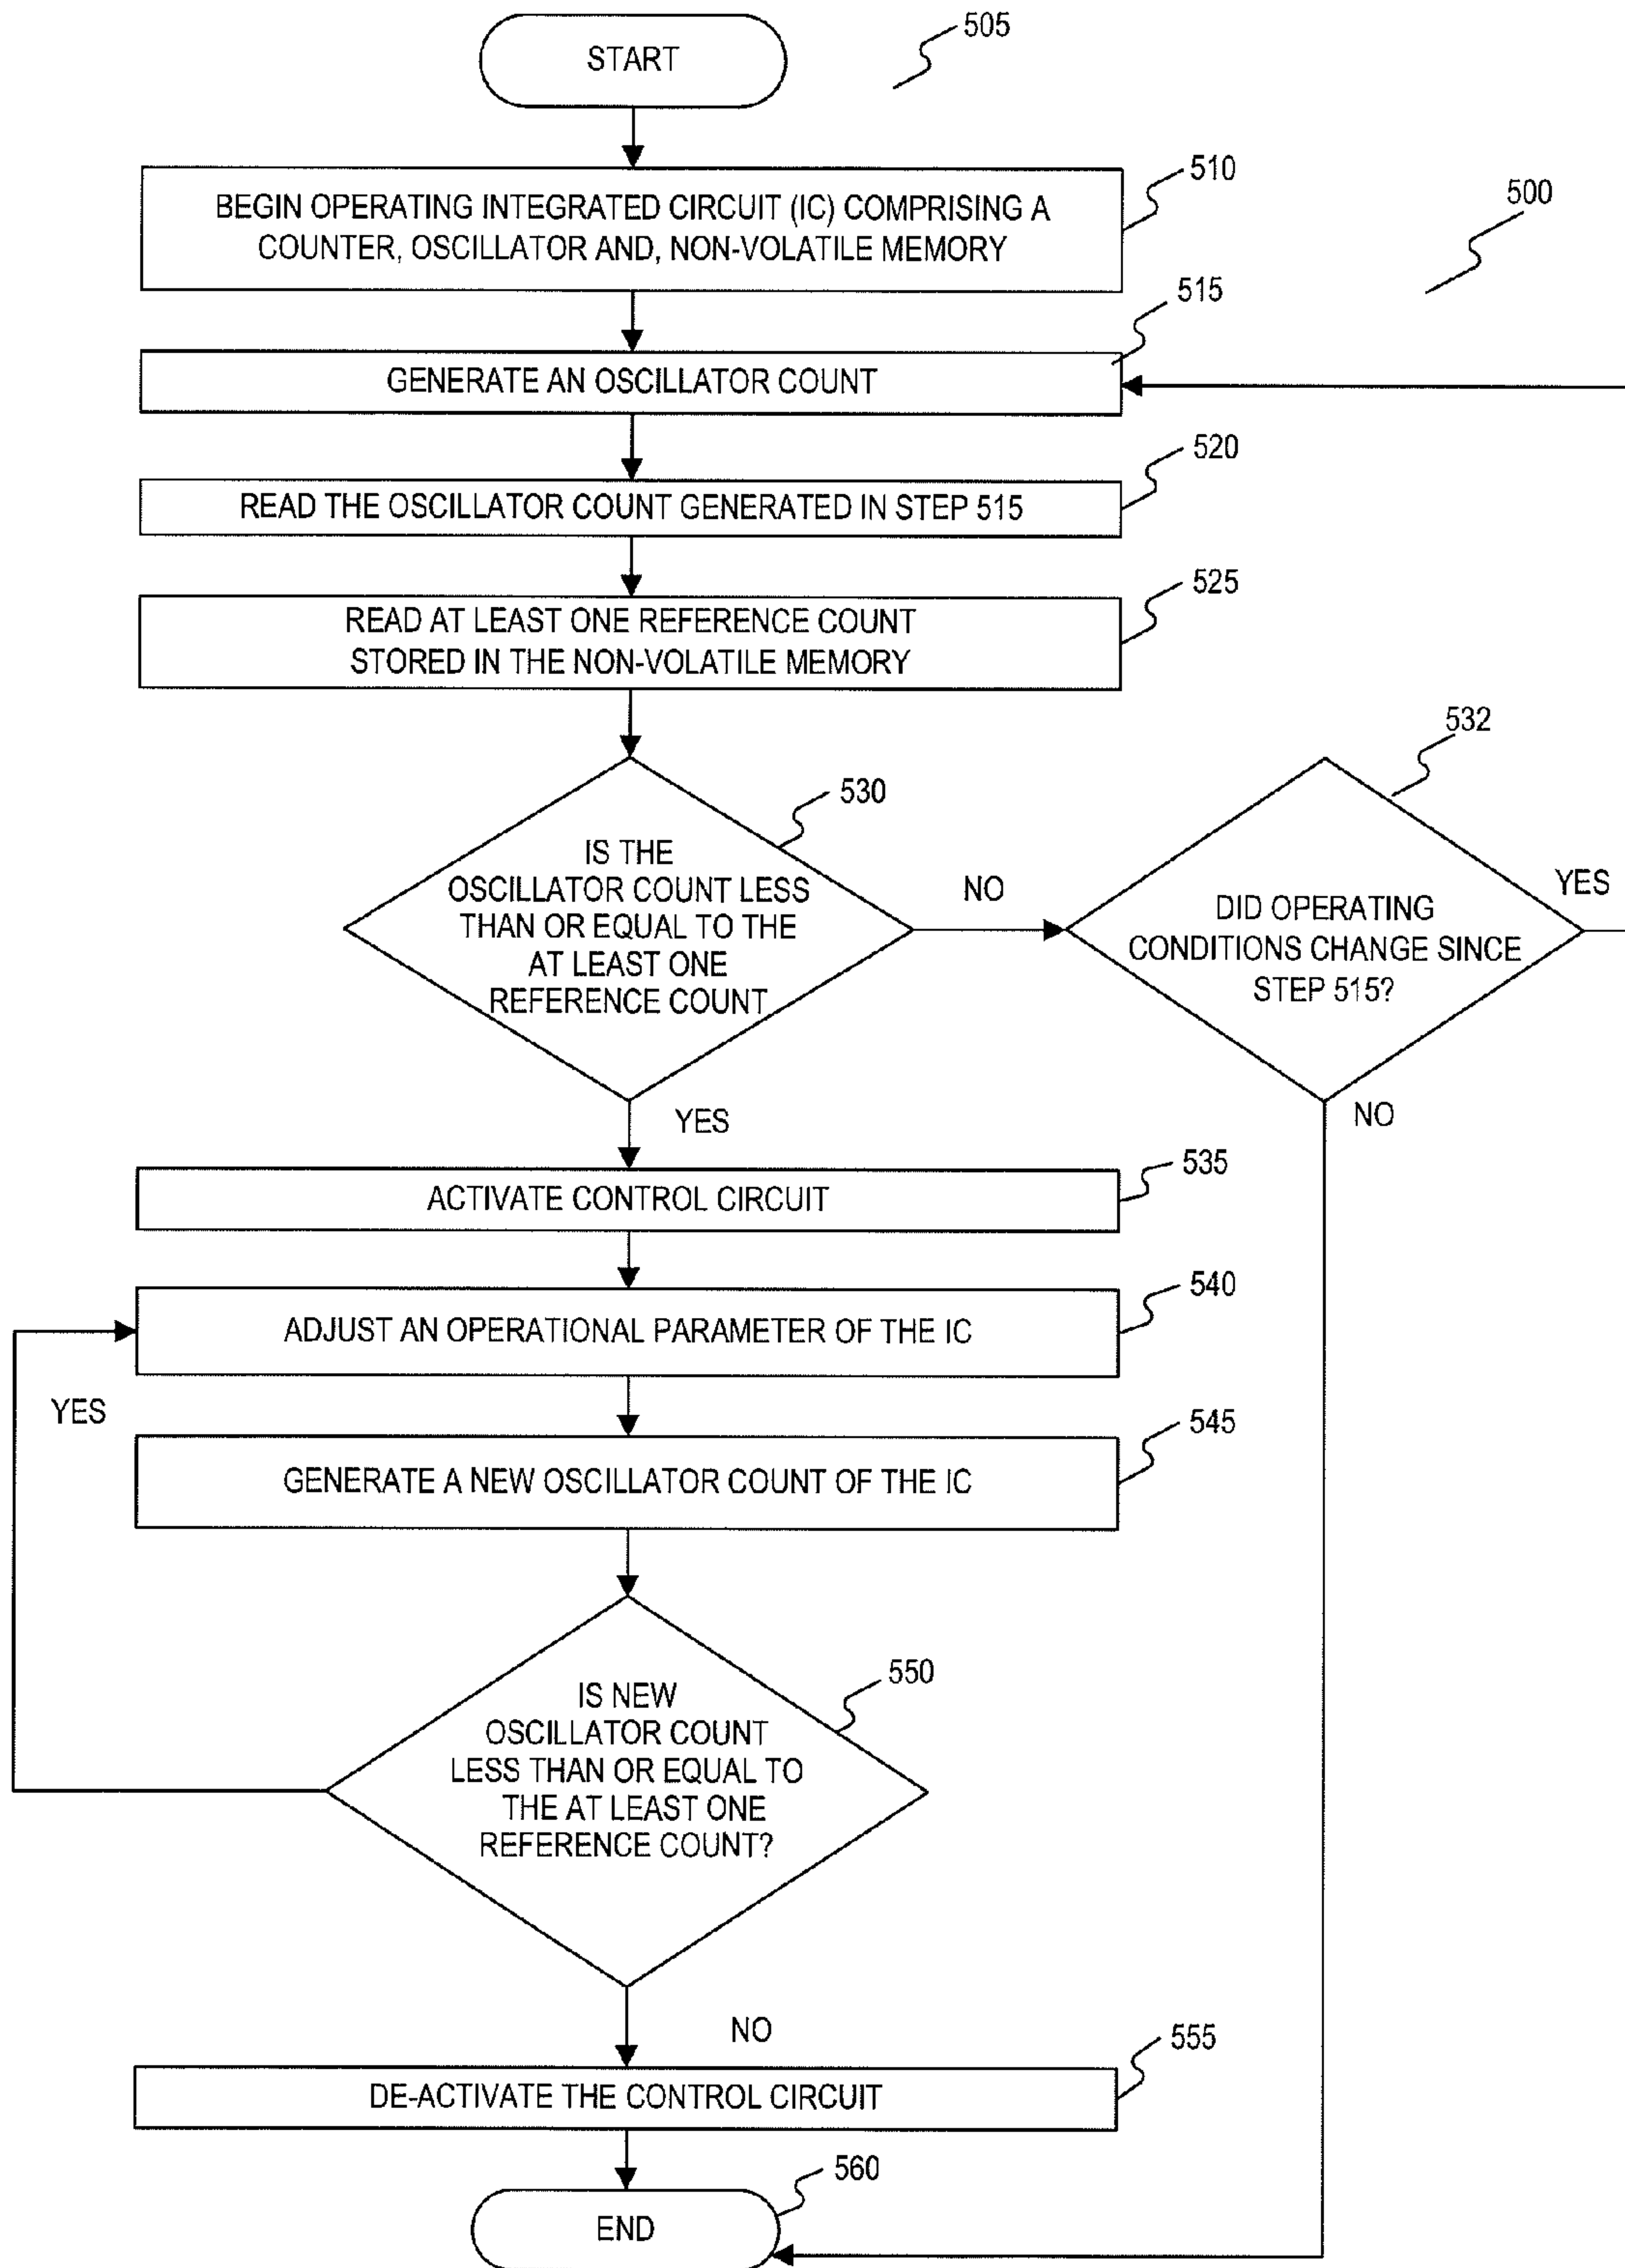 START
505
BEGIN OPERATING INTEGRATED CIRCUIT (IC) COMPRISING A
COUNTER, OSCILLATOR AND, NON-VOLATILE MEMORY
510
500
GENERATE AN OSCILLATOR COUNT
515
READ THE OSCILLATOR COUNT GENERATED IN STEP 515
520
READ AT LEAST ONE REFERENCE COUNT
STORED IN THE NON-VOLATILE MEMORY
525
IS THE
OSCILLATOR COUNT LESS
THAN OR EQUAL TO THE
AT LEAST ONE
REFERENCE COUNT
530
NO
532
DID OPERATING
CONDITIONS CHANGE SINCE
STEP 515?
YES
NO
YES
ACTIVATE CONTROL CIRCUIT
535
ADJUST AN OPERATIONAL PARAMETER OF THE IC
540
YES
GENERATE A NEW OSCILLATOR COUNT OF THE IC
545
IS NEW
OSCILLATOR COUNT
LESS THAN OR EQUAL TO
THE AT LEAST ONE
REFERENCE COUNT?
550
NO
DE-ACTIVATE THE CONTROL CIRCUIT
555
END
560